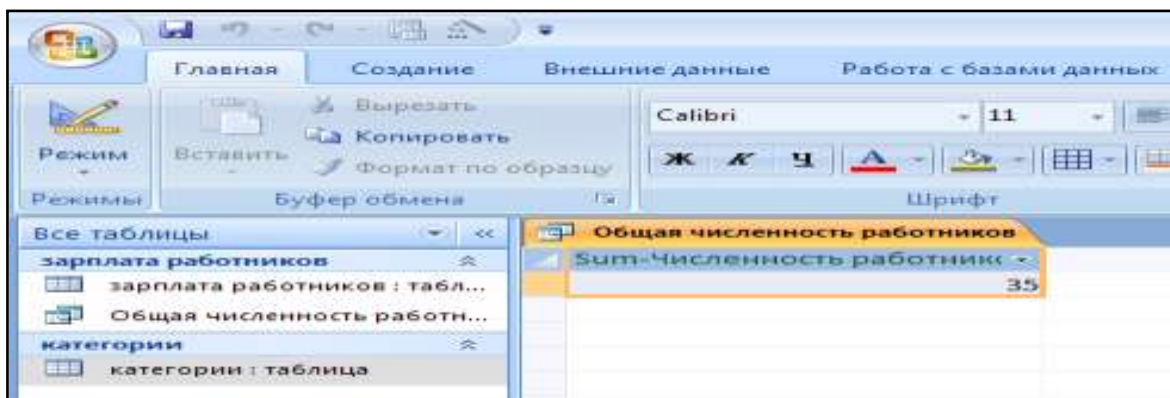 Главная Создание Внешние данные Работа с базами данных
Вырезать
Копировать
Формат по образцу
Вставить
Режим
Calibri 11
Ж К Ч
Режимы Буфер обмена Шрифт
Все таблицы
зарплата работников
зарплата работников : табл...
Общая численность работн...
категории
категории : таблица
Общая численность работников
Sum-Численность работнико
35